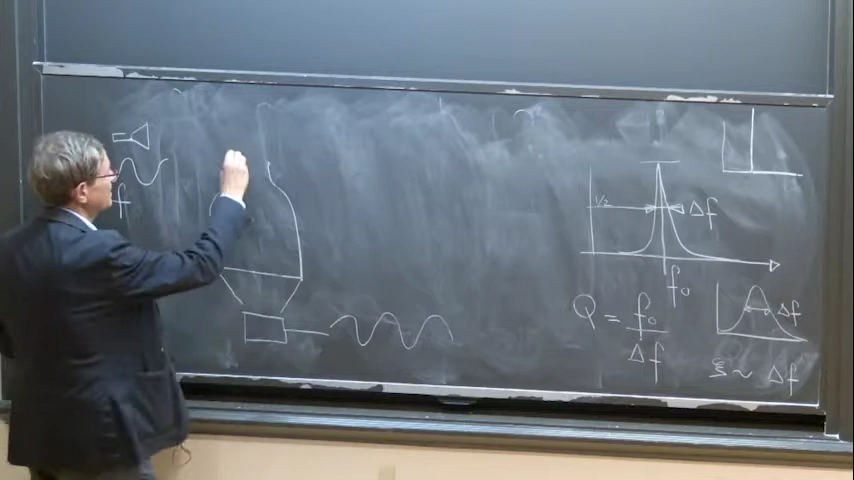 f
1/2
Δf
f₀
Q = f₀/Δf
Δf
ξ ~ Δf